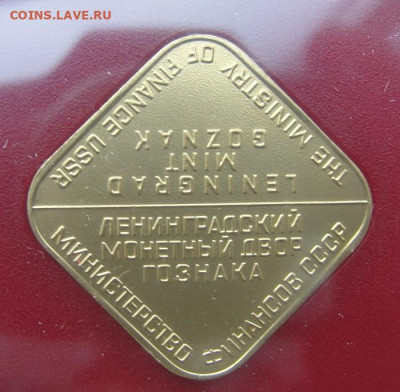 COINS.LAVE.RU
THE MINISTRY OF FINANCE USSR
LENINGRAD
MINT
GOZNAK
ЛЕНИНГРАДСКИЙ
МОНЕТНЫЙ ДВОР
ГОЗНАКА
МИНИСТЕРСТВО ФИНАНСОВ СССР